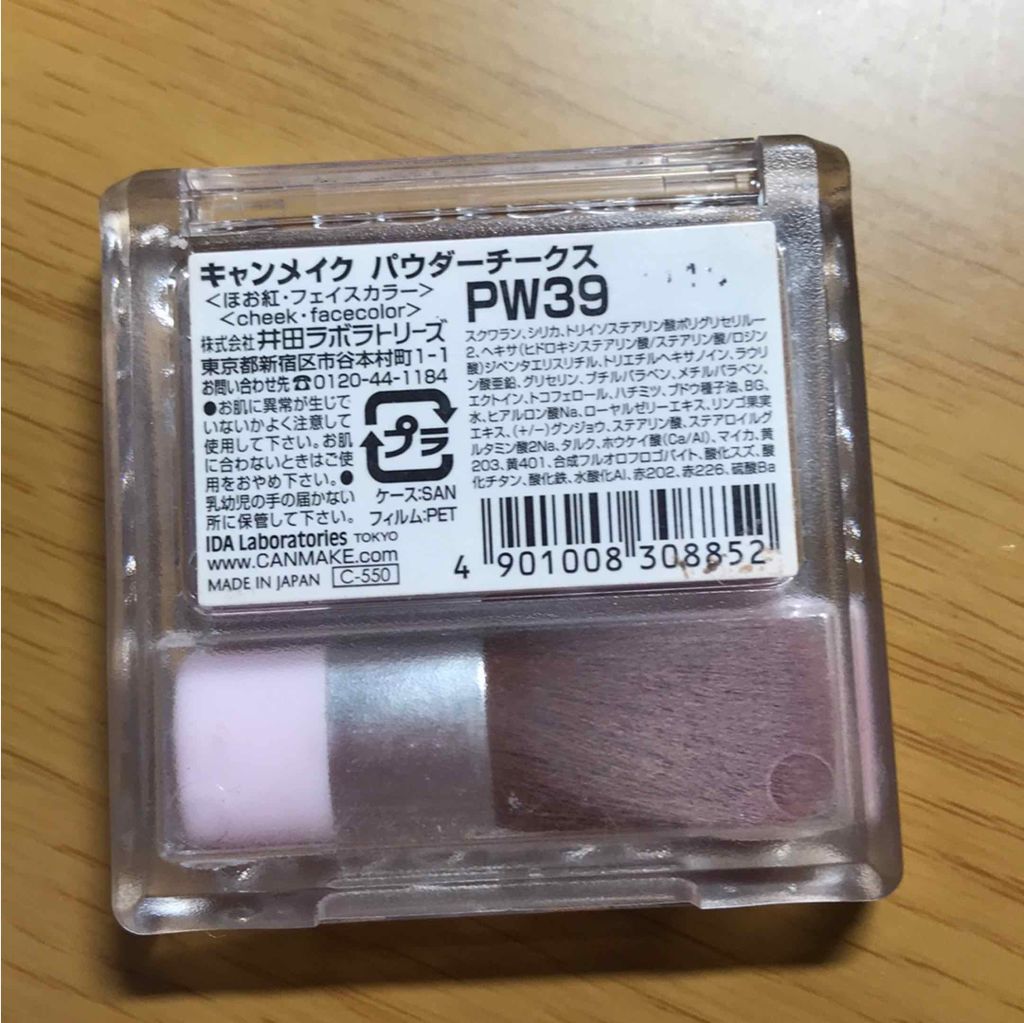 キャンメイク パウダーチークス
<ほお紅・フェイスカラー>
<cheek・facecolor>
PW39
株式会社 井田ラボラトリーズ
東京都新宿区市谷本村町1-1
お問い合わせ先 ☎0120-44-1184
●お肌に異常が生じて
いないかよく注意して
使用して下さい。お肌
に合わないときはご使
用をおやめ下さい。●
乳幼児の手の届かない
所に保管して下さい。
プラ
ケース:SAN
フィルム:PET
IDA Laboratories TOKYO
www.CANMAKE.com
MADE IN JAPAN C-550
スクワラン、シリカ、トリイソステアリン酸ポリグリセリルー
2、ヘキサ(ヒドロキシステアリン酸/ステアリン酸/ロジン
酸)ジペンタエリスリチル、トリエチルヘキサノイン、ラウリ
ン酸亜鉛、グリセリン、ブチルパラベン、メチルパラベン、
エクトイン、トコフェロール、ハチミツ、ブドウ種子油、BG、
水、ヒアルロン酸Na、ローヤルゼリーエキス、リンゴ果実
エキス、(+/−)グンジョウ、ステアリン酸、ステアロイルグ
ルタミン酸2Na、タルク、ホウケイ酸(Ca/Al)、マイカ、黄
203、黄401、合成フルオロフロゴパイト、酸化スズ、酸
化チタン、酸化鉄、水酸化Al、赤202、赤226、硫酸Ba
4 901008 308852